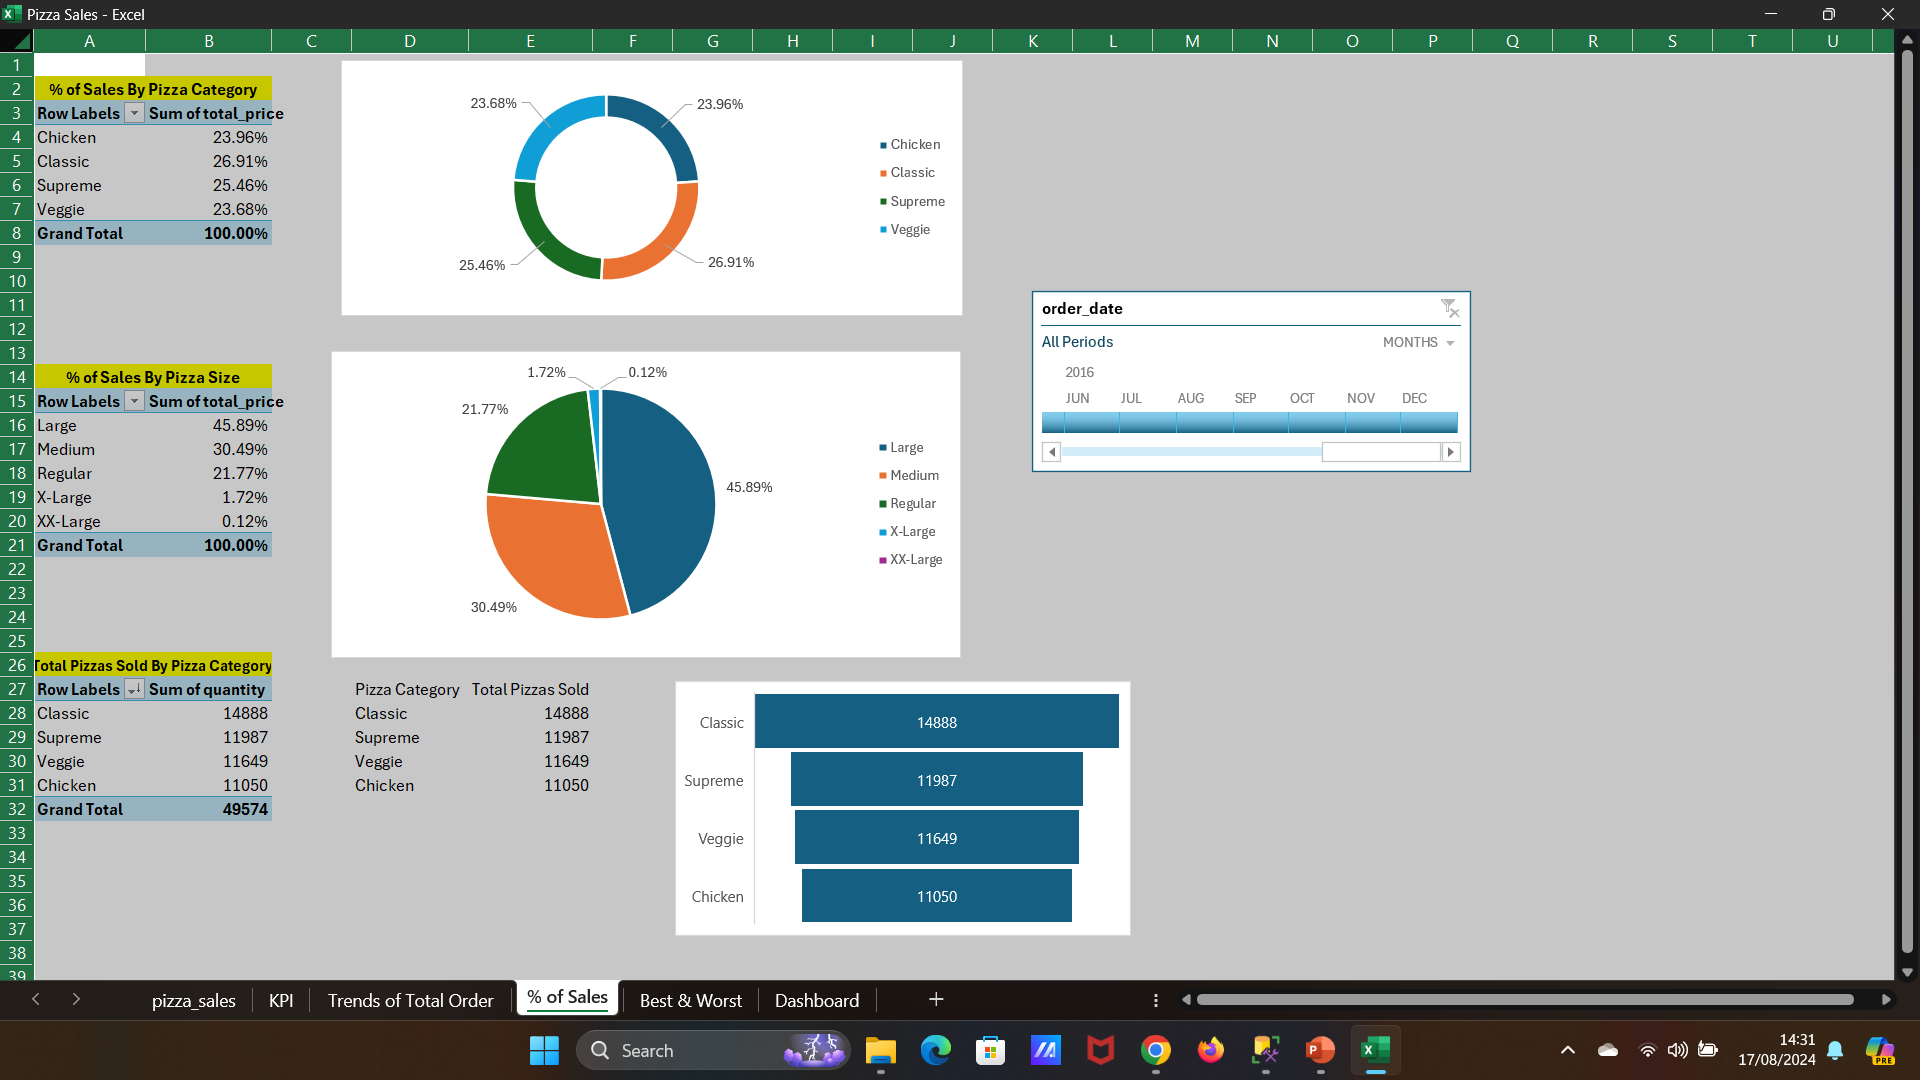 Pizza Sales - Excel
A B C D E F G H I J K L M N O P Q R S T U
1
2 % of Sales By Pizza Category
3 Row Labels Sum of total_price
4 Chicken 23.96%
5 Classic 26.91%
6 Supreme 25.46%
7 Veggie 23.68%
8 Grand Total 100.00%
9
10
11
12
13
14 % of Sales By Pizza Size
15 Row Labels Sum of total_price
16 Large 45.89%
17 Medium 30.49%
18 Regular 21.77%
19 X-Large 1.72%
20 XX-Large 0.12%
21 Grand Total 100.00%
22
23
24
25
26 Total Pizzas Sold By Pizza Category
27 Row Labels Sum of quantity
28 Classic 14888
29 Supreme 11987
30 Veggie 11649
31 Chicken 11050
32 Grand Total 49574
33
34
35
36
37
38
39
23.68% 23.96%
25.46% 26.91%
Chicken
Classic
Supreme
Veggie
1.72% 0.12%
21.77%
45.89%
30.49%
Large
Medium
Regular
X-Large
XX-Large
order_date
All Periods MONTHS
2016
JUN JUL AUG SEP OCT NOV DEC
Pizza Category Total Pizzas Sold
Classic 14888
Supreme 11987
Veggie 11649
Chicken 11050
Classic 14888
Supreme 11987
Veggie 11649
Chicken 11050
pizza_sales KPI Trends of Total Order % of Sales Best & Worst Dashboard
Search
14:31
17/08/2024
PRE